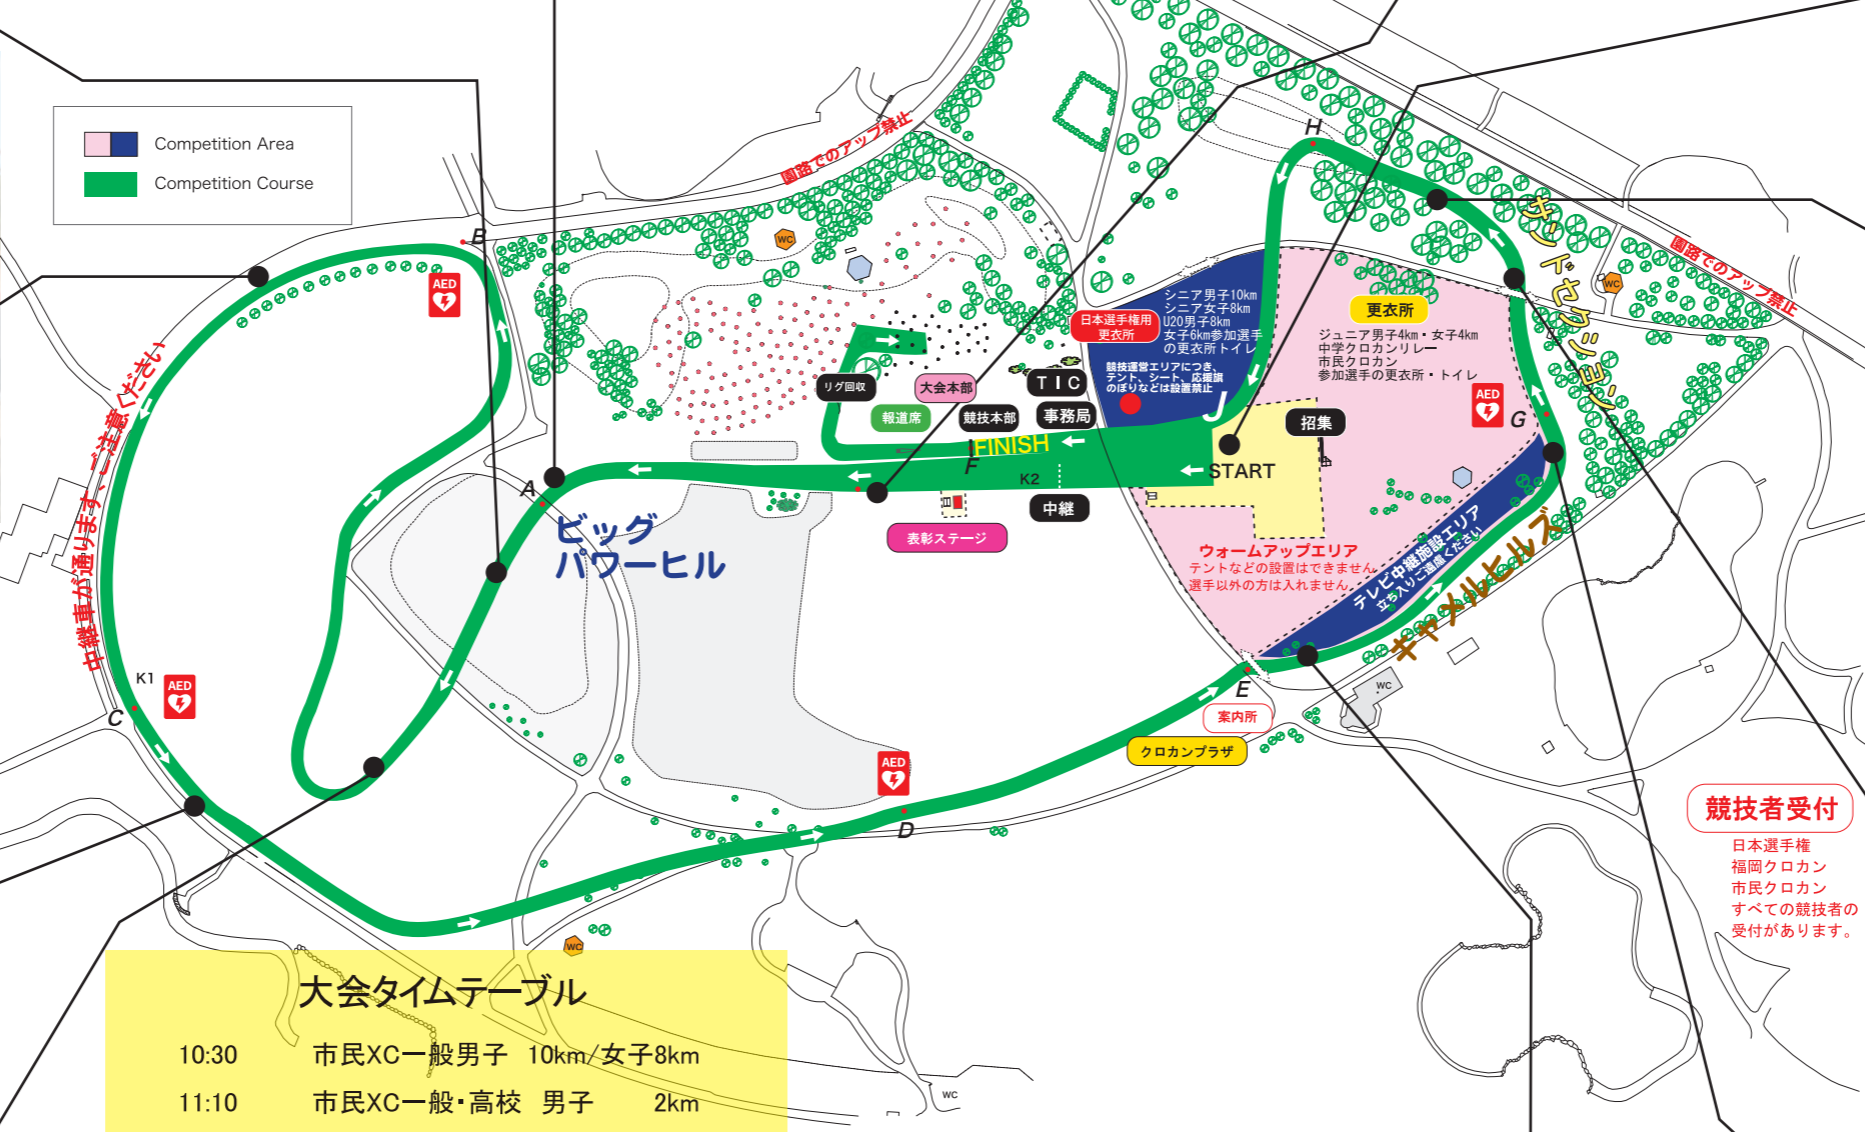 Competition Area
Competition Course
園路でのアップ禁止
H
B
AED
WC
サンドさクション
園路でのアップ禁止
WC
中継車が通ります、ご注意ください
日本選手権用
更衣所
シニア男子10km
シニア女子8km
U20男子8km
女子6km参加選手
の更衣所トイレ
競技運営エリアにつき、
テント、シート、応援旗
のぼりなどは設置禁止
更衣所
ジュニア男子4km・女子4km
中学クロカンリレー
市民クロカン
参加選手の更衣所・トイレ
リグ回収
大会本部
TIC
報道席
競技本部
事務局
J
招集
AED
G
FINISH
F
START
K2
A
中継
表彰ステージ
ビッグ
パワーヒル
ウォームアップエリア
テントなどの設置はできません
選手以外の方は入れません
テレビ中継施設エリア
立ち入りご遠慮ください
キャメルヒルズ
K1
AED
C
E
案内所
WC
クロカンプラザ
AED
D
競技者受付
日本選手権
福岡クロカン
市民クロカン
すべての競技者の
受付があります。
WC
大会タイムテーブル
10:30 市民XC一般男子 10km/女子8km
11:10 市民XC一般・高校 男子 2km
WC